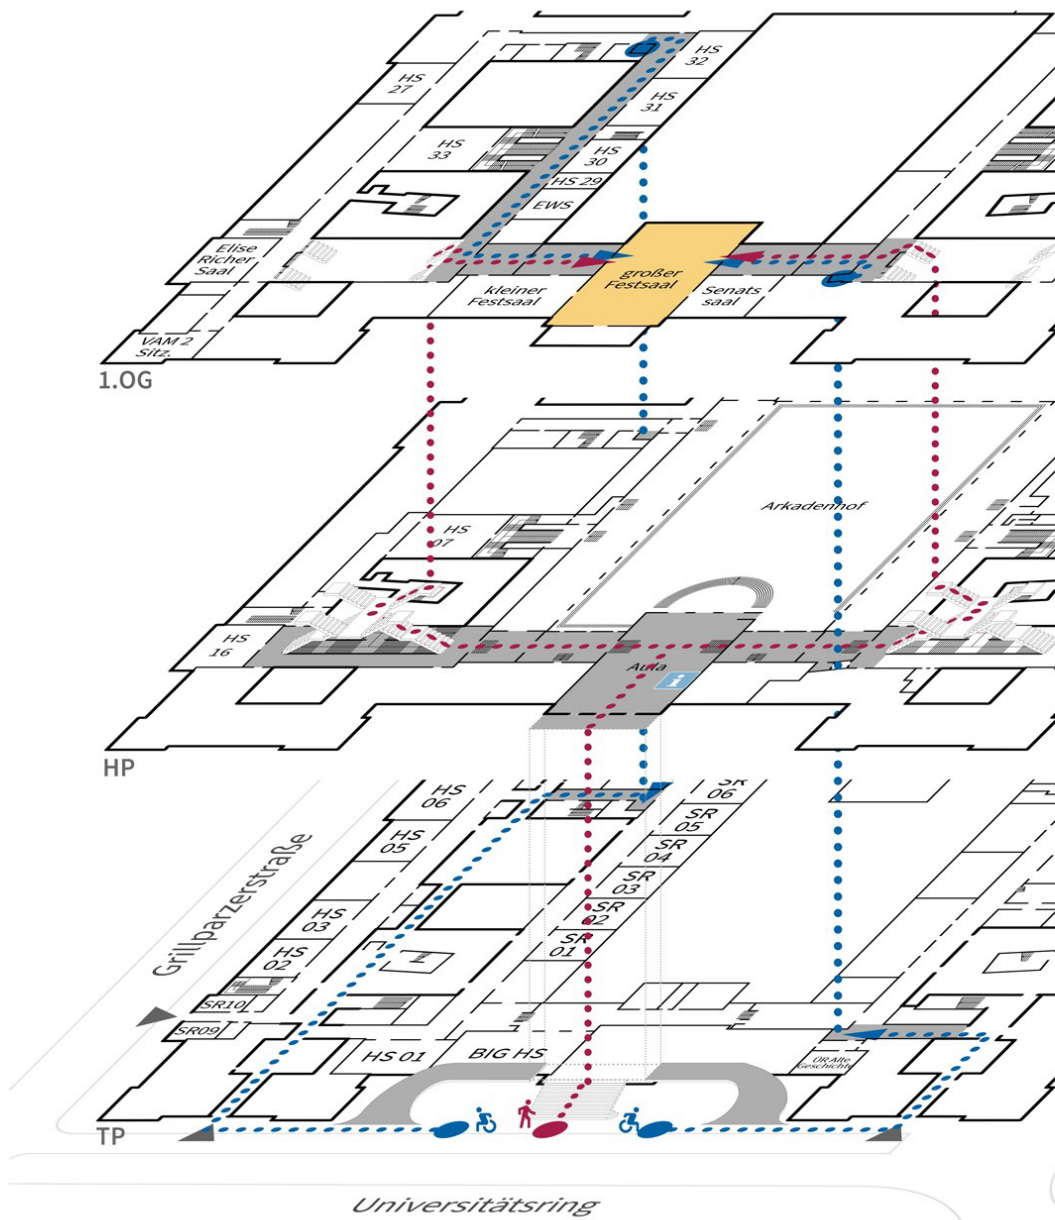 HS
32
HS
27
HS
31
HS
33
HS
30
HS 29
EWS
Elise
Richer
Saal
großer
Festsaal
kleiner
Festsaal
Senats
saal
VAM 2
Sitz.
1.OG
Arkadenhof
HS
07
HS
16
Aula
i
HP
HS
06
SR
06
SR
05
HS
05
SR
04
SR
03
Grillparzerstraße
HS
03
SR
02
HS
02
SR
01
SR10
SR09
HS 01
BIG HS
ÜR Alte
Geschichte
TP
Universitätsring